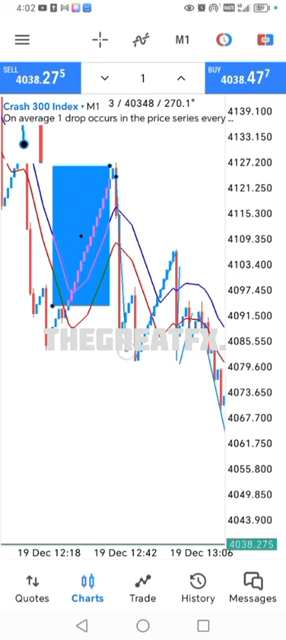 4:02
M1
SELL
4038.27⁵
1
BUY
4038.47⁷
Crash 300 Index • M1
3 / 40348 / 270.1°
On average 1 drop occurs in the price series every ...
4139.100
4133.150
4127.200
4121.250
4115.300
4109.350
4103.400
4097.450
4091.500
4085.550
4079.600
4073.650
4067.700
4061.750
4055.800
4049.850
4043.900
4038.275
THEGREATFX.
19 Dec 12:18
19 Dec 12:42
19 Dec 13:06
Quotes
Charts
Trade
History
Messages